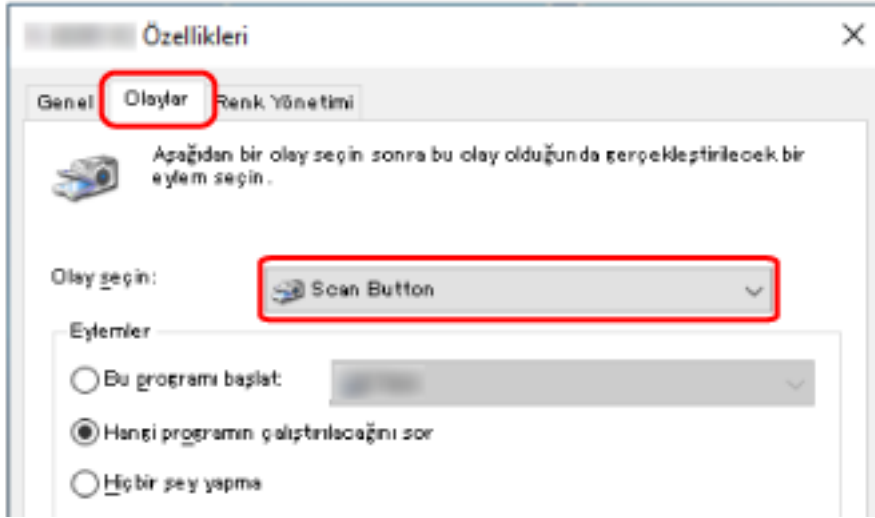 Özellikleri
Genel Olaylar Renk Yönetimi
Aşağıdan bir olay seçin sonra bu olay olduğunda gerçekleştirilecek bir
eylem seçin.
Olay seçin: Scan Button
Eylemler
Bu programı başlat:
Hangi programın çalıştırılacağını sor
Hiçbir şey yapma